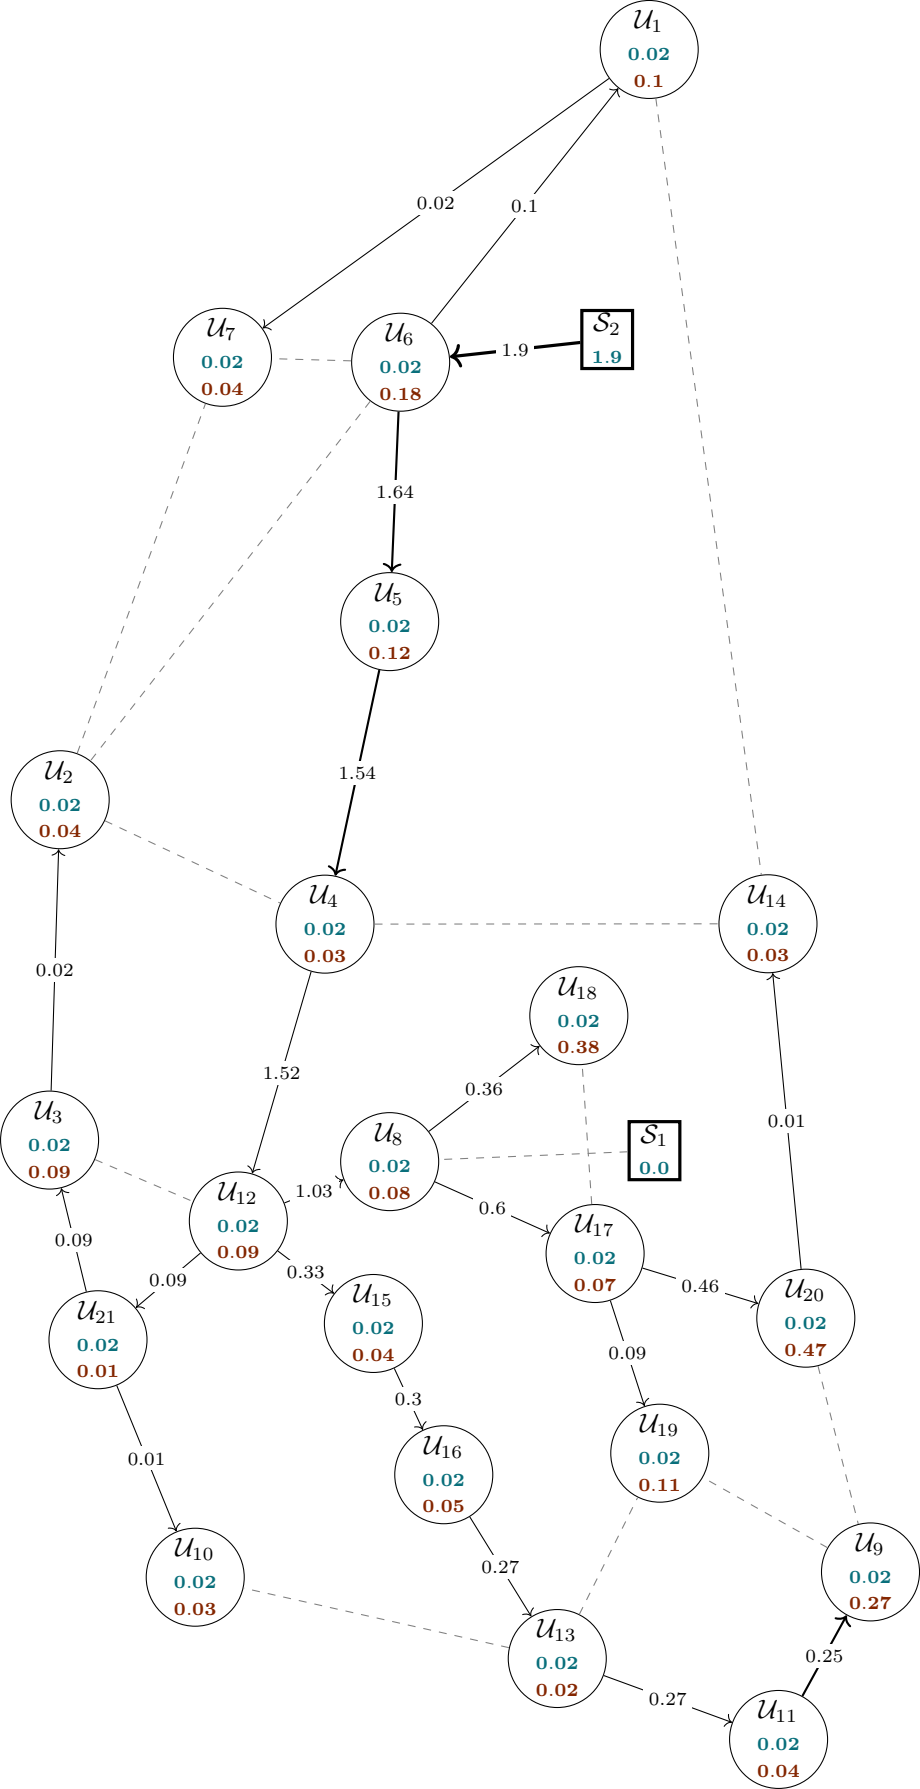 𝒰₁
0.02
0.1
0.02
0.1
𝒰₇
0.02
0.04
𝒰₆
0.02
0.18
𝒮₂
1.9
1.9
1.64
𝒰₅
0.02
0.12
1.54
𝒰₂
0.02
0.04
𝒰₄
0.02
0.03
𝒰₁₄
0.02
0.03
0.02
𝒰₁₈
0.02
0.38
1.52
0.36
0.01
𝒰₃
0.02
0.09
𝒰₈
0.02
0.08
𝒮₁
0.0
𝒰₁₂
0.02
0.09
1.03
0.6
𝒰₁₇
0.02
0.07
0.09
0.09
0.33
0.46
𝒰₂₁
0.02
0.01
𝒰₁₅
0.02
0.04
𝒰₂₀
0.02
0.47
0.09
0.3
0.01
𝒰₁₆
0.02
0.05
𝒰₁₉
0.02
0.11
𝒰₁₀
0.02
0.03
0.27
𝒰₉
0.02
0.27
𝒰₁₃
0.02
0.02
0.25
0.27
𝒰₁₁
0.02
0.04